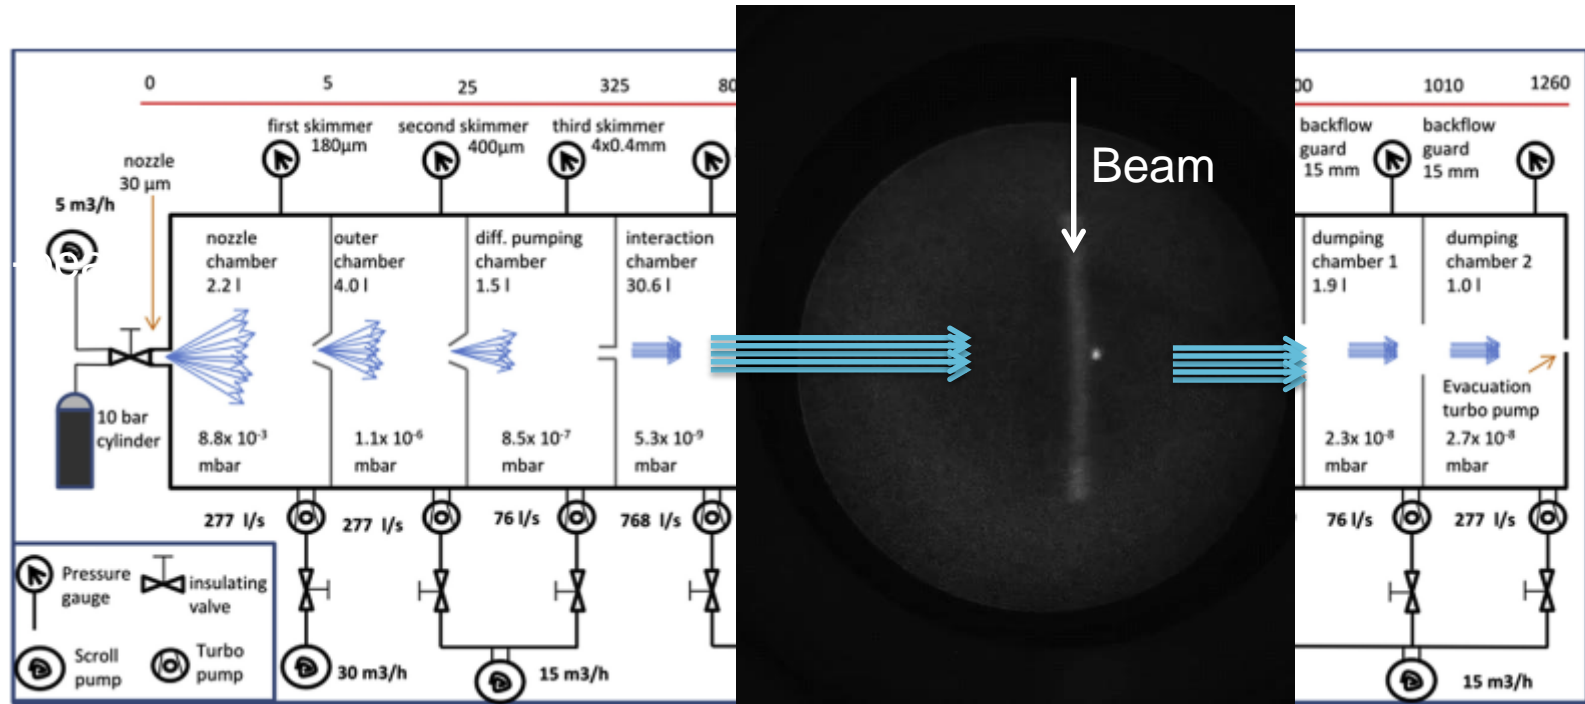 0
5
25
325
80
00
1010
1260
first skimmer
180µm
second skimmer
400µm
third skimmer
4x0.4mm
backflow
guard
15 mm
backflow
guard
15 mm
nozzle
30 µm
5 m3/h
Beam
nozzle
chamber
2.2 l
outer
chamber
4.0 l
diff. pumping
chamber
1.5 l
interaction
chamber
30.6 l
dumping
chamber 1
1.9 l
dumping
chamber 2
1.0 l
10 bar
cylinder
Evacuation
turbo pump
8.8x 10⁻³
mbar
1.1x 10⁻⁶
mbar
8.5x 10⁻⁷
mbar
5.3x 10⁻⁹
mbar
2.3x 10⁻⁸
mbar
2.7x 10⁻⁸
mbar
277 l/s
277 l/s
76 l/s
768 l/s
76 l/s
277 l/s
Pressure
gauge
insulating
valve
Scroll
pump
Turbo
pump
30 m3/h
15 m3/h
15 m3/h